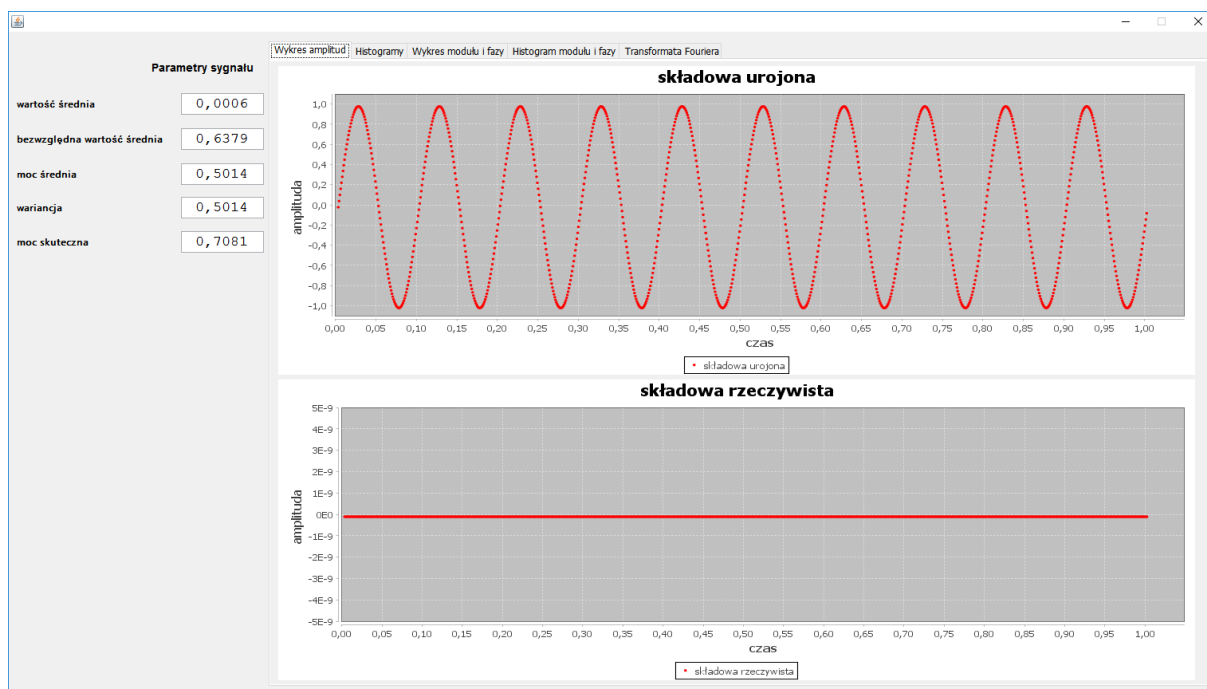 Wykres amplitud Histogramy Wykres modułu i fazy Histogram modułu i fazy Transformata Fouriera
Parametry sygnału
wartość średnia 0,0006
bezwzględna wartość średnia 0,6379
moc średnia 0,5014
wariancja 0,5014
moc skuteczna 0,7081
składowa urojona
amplituda
1,0
0,8
0,6
0,4
0,2
0,0
-0,2
-0,4
-0,6
-0,8
-1,0
0,00 0,05 0,10 0,15 0,20 0,25 0,30 0,35 0,40 0,45 0,50 0,55 0,60 0,65 0,70 0,75 0,80 0,85 0,90 0,95 1,00
czas
składowa urojona
składowa rzeczywista
amplituda
5E-9
4E-9
3E-9
2E-9
1E-9
0E0
-1E-9
-2E-9
-3E-9
-4E-9
-5E-9
0,00 0,05 0,10 0,15 0,20 0,25 0,30 0,35 0,40 0,45 0,50 0,55 0,60 0,65 0,70 0,75 0,80 0,85 0,90 0,95 1,00
czas
składowa rzeczywista